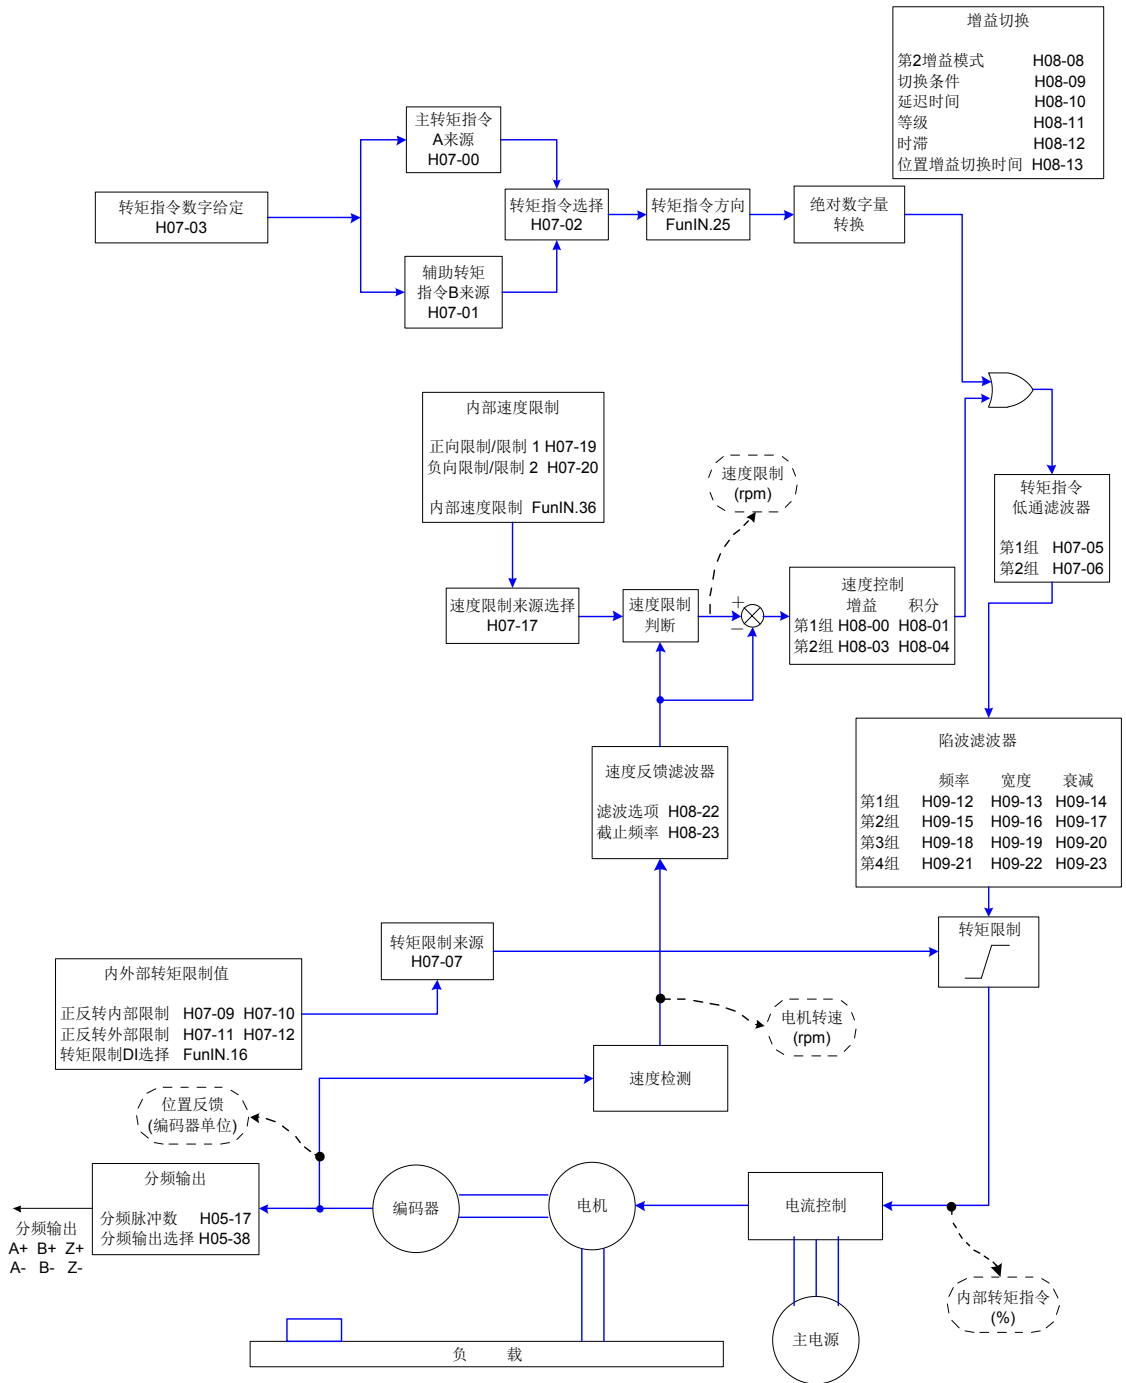 增益切换
第2增益模式 H08-08
切换条件 H08-09
延迟时间 H08-10
等级 H08-11
时滞 H08-12
位置增益切换时间 H08-13
主转矩指令
A来源
H07-00
转矩指令数字给定
H07-03
转矩指令选择
H07-02
转矩指令方向
FunIN.25
绝对数字量
转换
辅助转矩
指令B来源
H07-01
内部速度限制
正向限制/限制 1 H07-19
负向限制/限制 2 H07-20
内部速度限制 FunIN.36
速度限制
(rpm)
转矩指令
低通滤波器
第1组 H07-05
第2组 H07-06
速度限制来源选择
H07-17
速度限制
判断
+
−
速度控制
增益 积分
第1组 H08-00 H08-01
第2组 H08-03 H08-04
速度反馈滤波器
滤波选项 H08-22
截止频率 H08-23
陷波滤波器
频率 宽度 衰减
第1组 H09-12 H09-13 H09-14
第2组 H09-15 H09-16 H09-17
第3组 H09-18 H09-19 H09-20
第4组 H09-21 H09-22 H09-23
转矩限制来源
H07-07
转矩限制
内外部转矩限制值
正反转内部限制 H07-09 H07-10
正反转外部限制 H07-11 H07-12
转矩限制DI选择 FunIN.16
电机转速
(rpm)
速度检测
位置反馈
(编码器单位)
分频输出
分频脉冲数 H05-17
分频输出选择 H05-38
编码器
电机
电流控制
分频输出
A+ B+ Z+
A- B- Z-
内部转矩指令
(%)
主电源
负 载